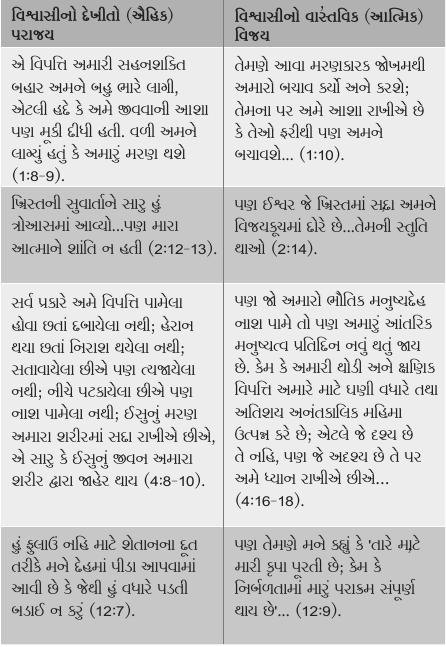 વિશ્વાસીનો દેખીતો (ઐહિક)
પરાજય
વિશ્વાસીનો વાસ્તવિક (આત્મિક)
વિજય
એ વિપત્તિ અમારી સહનશક્તિ
બહાર અમને બહુ ભારે લાગી,
એટલી હદે કે અમે જીવવાની આશા
પણ મૂકી દીધી હતી. વળી અમને
લાગ્યું હતું કે અમારું મરણ થશે
(1:8-9).
તેમણે આવા મરણકારક જોખમથી
અમારો બચાવ કર્યો અને કરશે;
તેમના પર અમે આશા રાખીએ છે
કે તેઓ ફરીથી પણ અમને
બચાવશે... (1:10).
ખ્રિસ્તની સુવાર્તાને સારુ હું
ત્રોઆસમાં આવ્યો...પણ મારા
આત્માને શાંતિ ન હતી (2:12-13).
પણ ઈશ્વર જે ખ્રિસ્તમાં સદા અમને
વિજયકૂચમાં દોરે છે...તેમની સ્તુતિ
થાઓ (2:14).
સર્વ પ્રકારે અમે વિપત્તિ પામેલા
હોવા છતાં દબાયેલા નથી; હેરાન
થયા છતાં નિરાશ થયેલા નથી;
સતાવાયેલા છીએ પણ ત્યજાયેલા
નથી; નીચે પટકાયેલા છીએ પણ
નાશ પામેલા નથી; ઈસુનું મરણ
અમારા શરીરમાં સદા રાખીએ છીએ,
એ સારુ કે ઈસુનું જીવન અમારા
શરીર દ્વારા જાહેર થાય (4:8-10).
પણ જો અમારો ભૌતિક મનુષ્યદેહ
નાશ પામે તો પણ અમારું આંતરિક
મનુષ્યત્વ પ્રતિદિન નવું થતું જાય
છે. કેમ કે અમારી થોડી અને ક્ષણિક
વિપત્તિ અમારે માટે ઘણી વધારે તથા
અતિશય અનંતકાલિક મહિમા
ઉત્પન્ન કરે છે; એટલે જે દૃશ્ય છે
તે નહિ, પણ જે અદૃશ્ય છે તે પર
અમે ધ્યાન રાખીએ છીએ...
(4:16-18).
હું ફુલાઉં નહિ માટે શેતાનના દૂત
તરીકે મને દેહમાં પીડા આપવામાં
આવી છે કે જેથી હું વધારે પડતી
બડાઈ ન કરું (12:7).
પણ તેમણે મને કહ્યું કે 'તારે માટે
મારી કૃપા પૂરતી છે; કેમ કે
નિર્બળતામાં મારું પરાક્રમ સંપૂર્ણ
થાય છે'... (12:9).